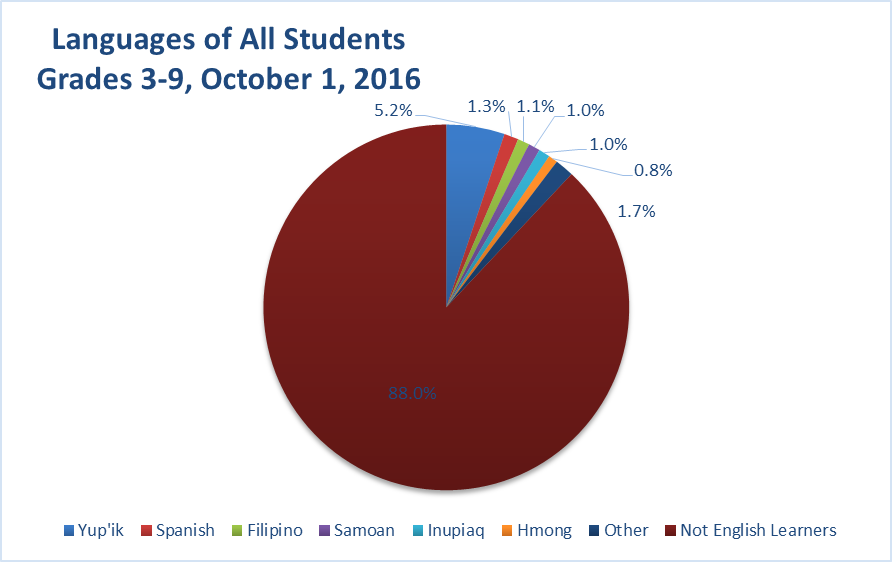 Languages of All Students
Grades 3-9, October 1, 2016
5.2%
1.3%
1.1%
1.0%
1.0%
0.8%
1.7%
88.0%
Yup'ik Spanish Filipino Samoan Inupiaq Hmong Other Not English Learners